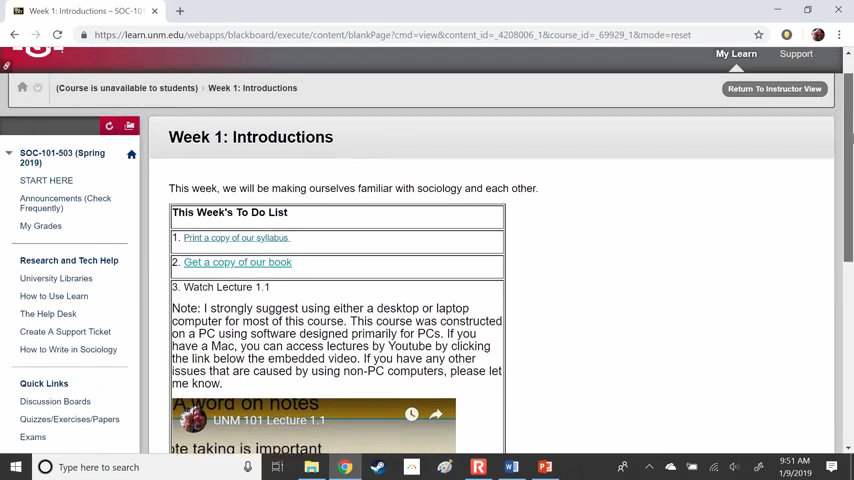 Week 1: Introductions – SOC-101
https://learn.unm.edu/webapps/blackboard/execute/content/blankPage?cmd=view&content_id=_4208006_1&course_id=_69929_1&mode=reset
My Learn
Support
(Course is unavailable to students) > Week 1: Introductions
Return To Instructor View
SOC-101-503 (Spring
2019)
START HERE
Announcements (Check
Frequently)
My Grades
Research and Tech Help
University Libraries
How to Use Learn
The Help Desk
Create A Support Ticket
How to Write in Sociology
Quick Links
Discussion Boards
Quizzes/Exercises/Papers
Exams
Week 1: Introductions
This week, we will be making ourselves familiar with sociology and each other.
This Week's To Do List
1. Print a copy of our syllabus
2. Get a copy of our book
3. Watch Lecture 1.1
Note: I strongly suggest using either a desktop or laptop
computer for most of this course. This course was constructed
on a PC using software designed primarily for PCs. If you
have a Mac, you can access lectures by Youtube by clicking
the link below the embedded video. If you have any other
issues that are caused by using non-PC computers, please let
me know.
A word on notes
UNM 101 Lecture 1.1
ote taking is important
Type here to search
9:51 AM
1/9/2019